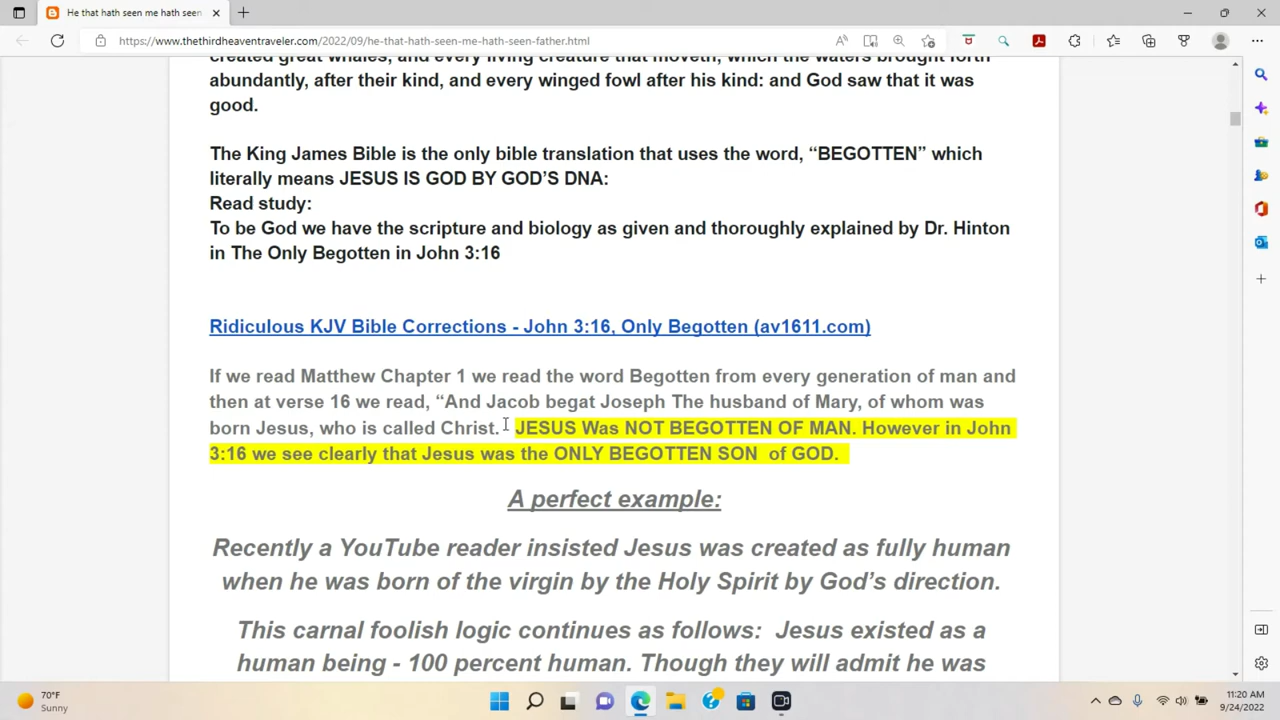 He that hath seen me hath seen
https://www.thethirdheaventraveler.com/2022/09/he-that-hath-seen-me-hath-seen-father.html
created great whales, and every living creature that moveth, which the waters brought forth
abundantly, after their kind, and every winged fowl after his kind: and God saw that it was
good.
The King James Bible is the only bible translation that uses the word, “BEGOTTEN” which
literally means JESUS IS GOD BY GOD’S DNA:
Read study:
To be God we have the scripture and biology as given and thoroughly explained by Dr. Hinton
in The Only Begotten in John 3:16
Ridiculous KJV Bible Corrections - John 3:16, Only Begotten (av1611.com)
If we read Matthew Chapter 1 we read the word Begotten from every generation of man and
then at verse 16 we read, “And Jacob begat Joseph The husband of Mary, of whom was
born Jesus, who is called Christ. JESUS Was NOT BEGOTTEN OF MAN. However in John
3:16 we see clearly that Jesus was the ONLY BEGOTTEN SON of GOD.
A perfect example:
Recently a YouTube reader insisted Jesus was created as fully human
when he was born of the virgin by the Holy Spirit by God’s direction.
This carnal foolish logic continues as follows: Jesus existed as a
human being - 100 percent human. Though they will admit he was
70°F
Sunny
11:20 AM
9/24/2022